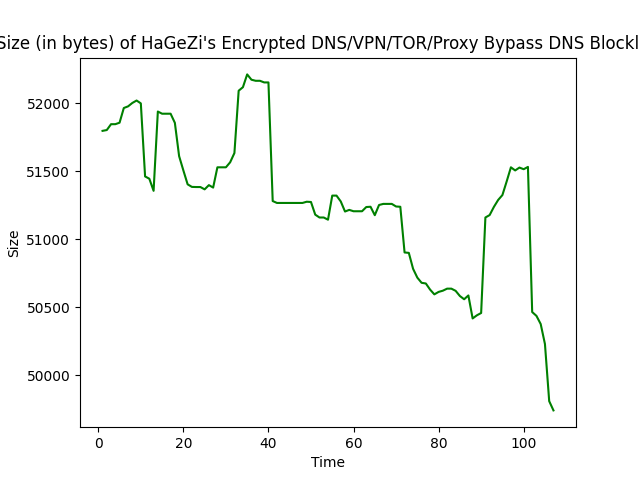 Size (in bytes) of HaGeZi's Encrypted DNS/VPN/TOR/Proxy Bypass DNS Blockl
52000
51500
51000
50500
50000
Size
0 20 40 60 80 100
Time